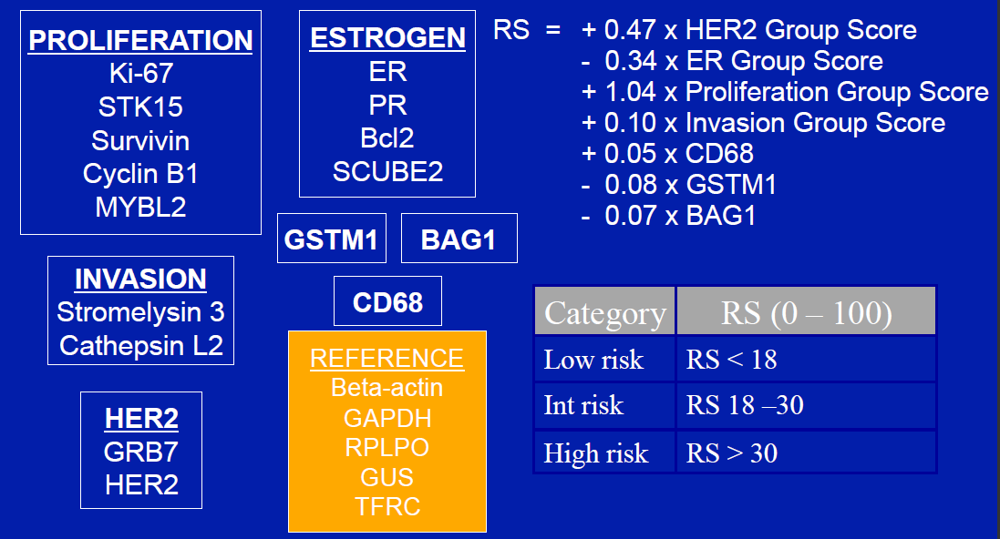 PROLIFERATION
Ki-67
STK15
Survivin
Cyclin B1
MYBL2
ESTROGEN
ER
PR
Bcl2
SCUBE2
RS = + 0.47 x HER2 Group Score
- 0.34 x ER Group Score
+ 1.04 x Proliferation Group Score
+ 0.10 x Invasion Group Score
+ 0.05 x CD68
- 0.08 x GSTM1
- 0.07 x BAG1
GSTM1
BAG1
INVASION
Stromelysin 3
Cathepsin L2
CD68
HER2
GRB7
HER2
REFERENCE
Beta-actin
GAPDH
RPLPO
GUS
TFRC
Category RS (0 – 100)
Low risk RS < 18
Int risk RS 18 –30
High risk RS > 30